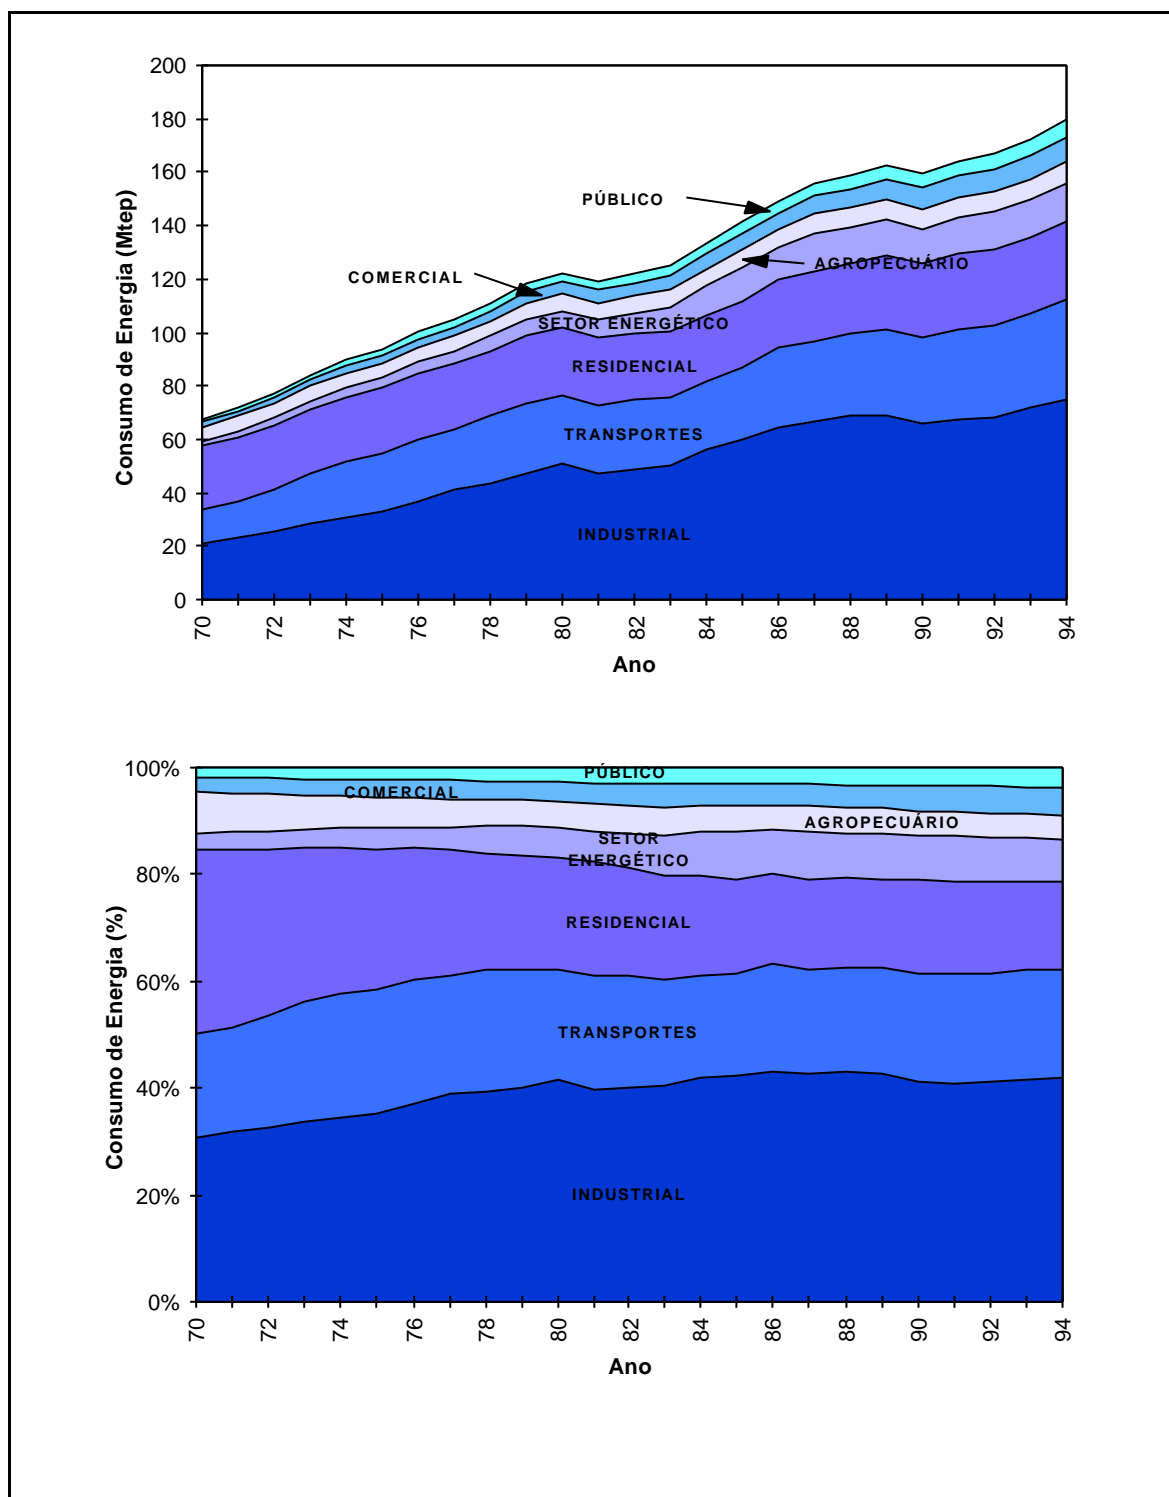 200
180
160
140
120
100
80
60
40
20
0
Consumo de Energia (Mtep)
PÚBLICO
COMERCIAL
AGROPECUÁRIO
SETOR ENERGÉTICO
RESIDENCIAL
TRANSPORTES
INDUSTRIAL
70 72 74 76 78 80 82 84 86 88 90 92 94
Ano
100%
80%
60%
40%
20%
0%
Consumo de Energia (%)
PÚBLICO
COMERCIAL
AGROPECUÁRIO
SETOR
ENERGÉTICO
RESIDENCIAL
TRANSPORTES
INDUSTRIAL
70 72 74 76 78 80 82 84 86 88 90 92 94
Ano